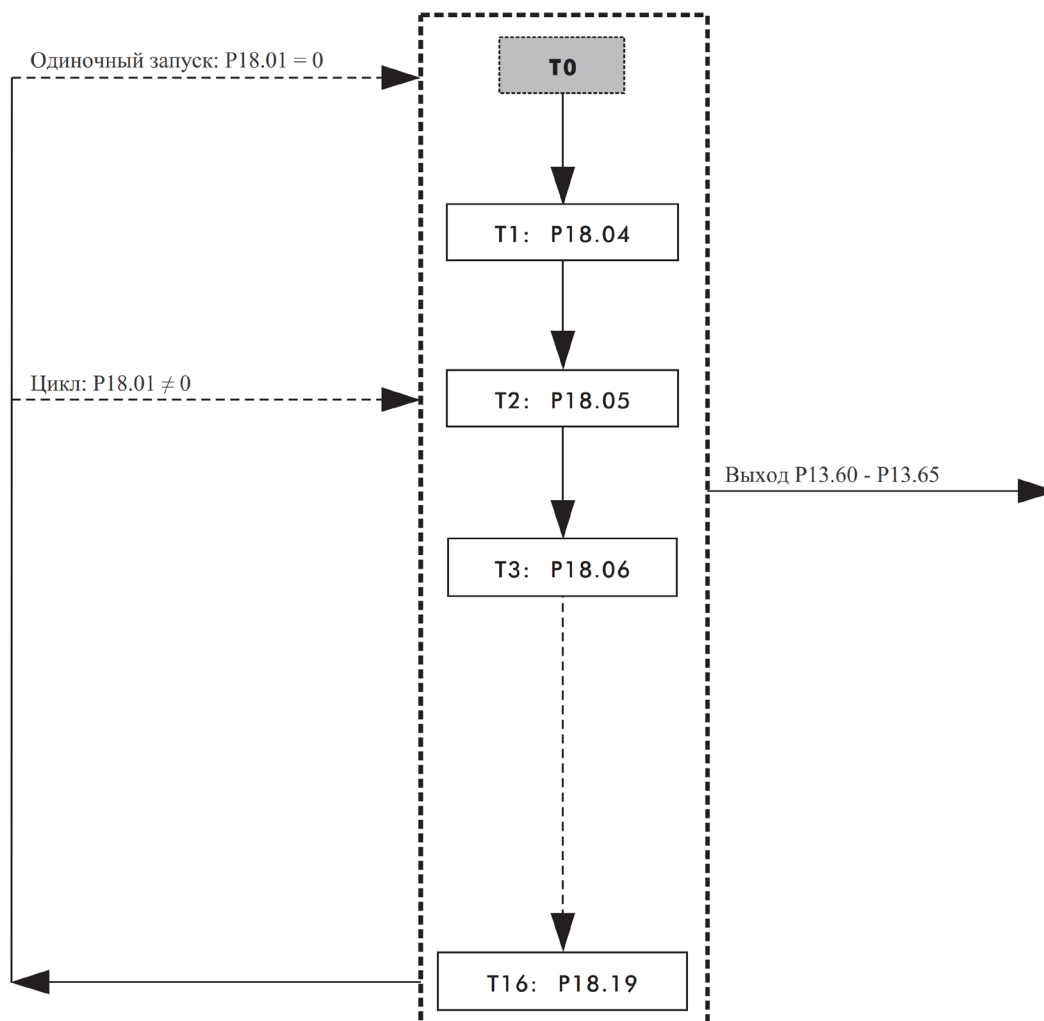 T0
Одиночный запуск: P18.01 = 0
T1: P18.04
Цикл: P18.01 ≠ 0
T2: P18.05
Выход P13.60 - P13.65
T3: P18.06
T16: P18.19